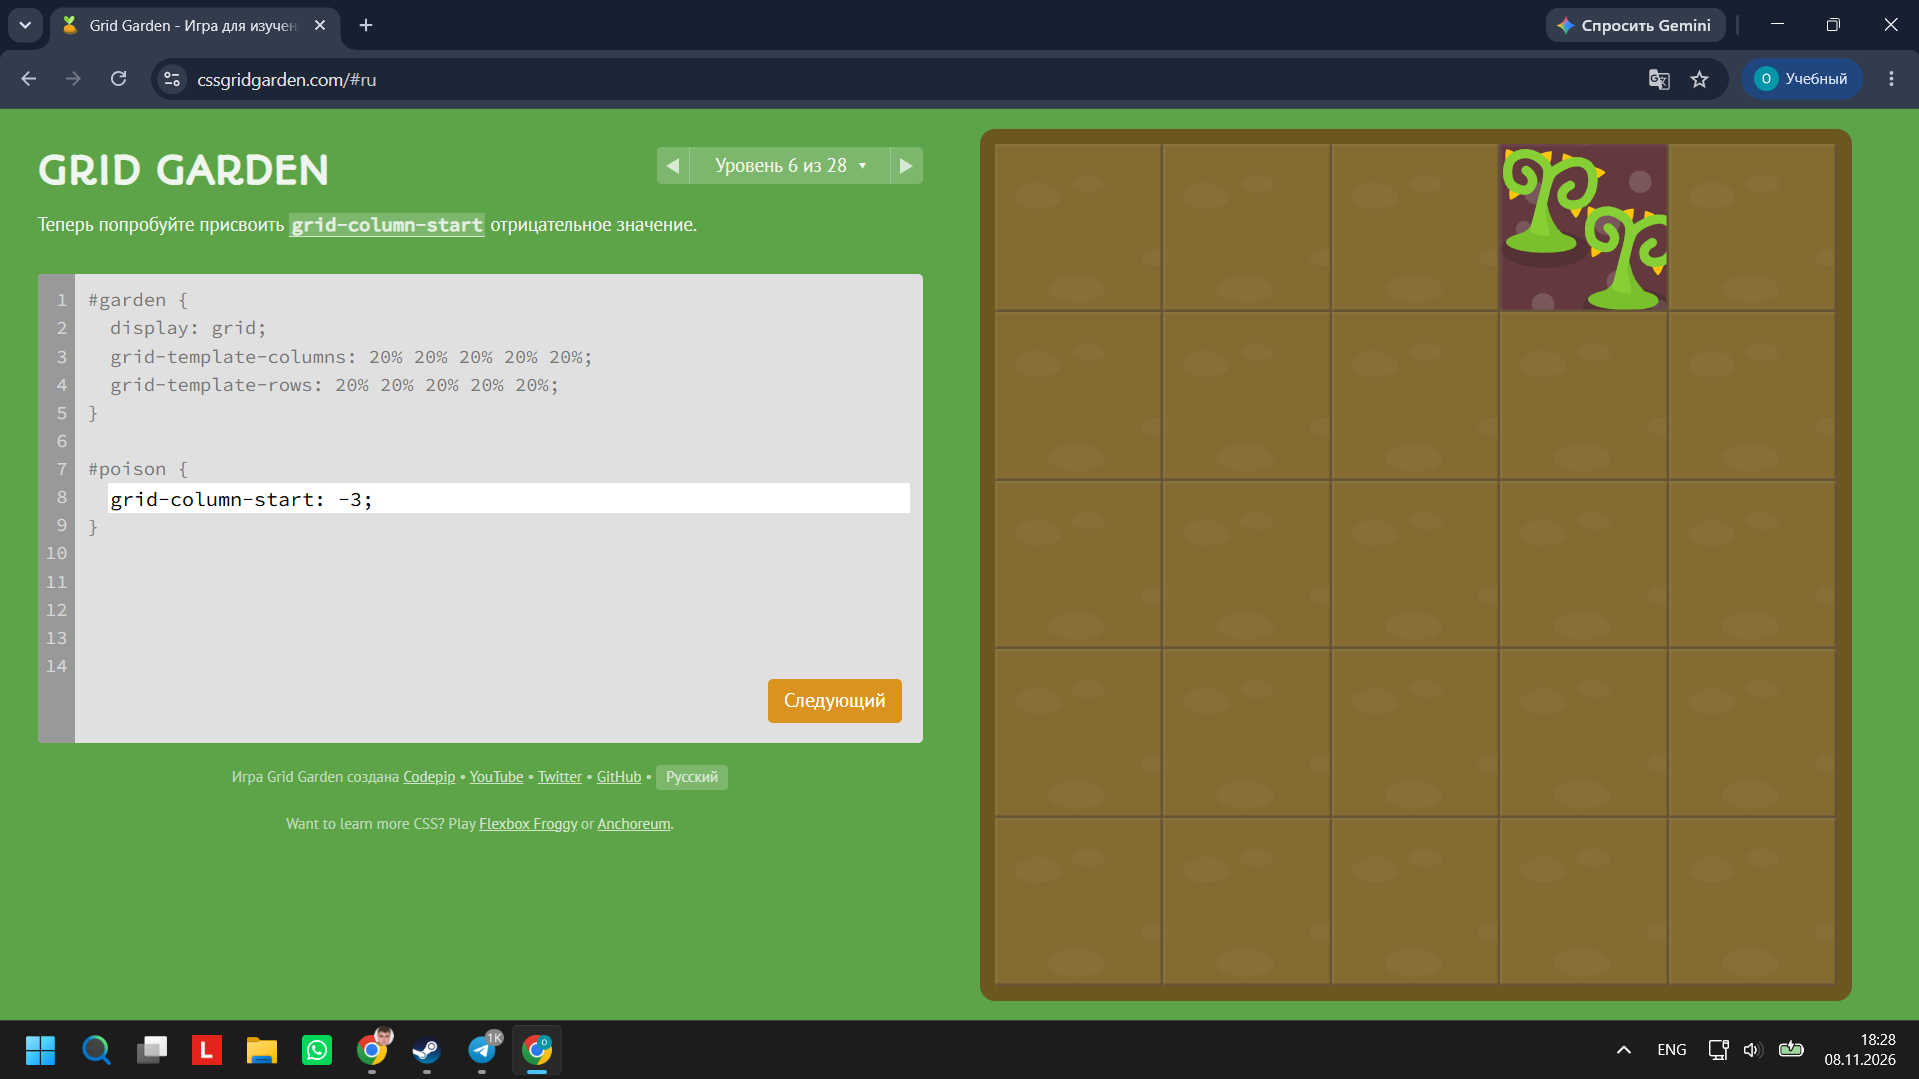 Grid Garden - Игра для изучен
Спросить Gemini
cssgridgarden.com/#ru
O Учебный
GRID GARDEN
Уровень 6 из 28
Теперь попробуйте присвоить grid-column-start отрицательное значение.
1 #garden {
2 display: grid;
3 grid-template-columns: 20% 20% 20% 20% 20%;
4 grid-template-rows: 20% 20% 20% 20% 20%;
5 }
6
7 #poison {
8 grid-column-start: -3;
9 }
10
11
12
13
14
Следующий
Игра Grid Garden создана Codepip • YouTube • Twitter • GitHub • Русский
Want to learn more CSS? Play Flexbox Froggy or Anchoreum.
L
1K
O
ENG
18:28
08.11.2026